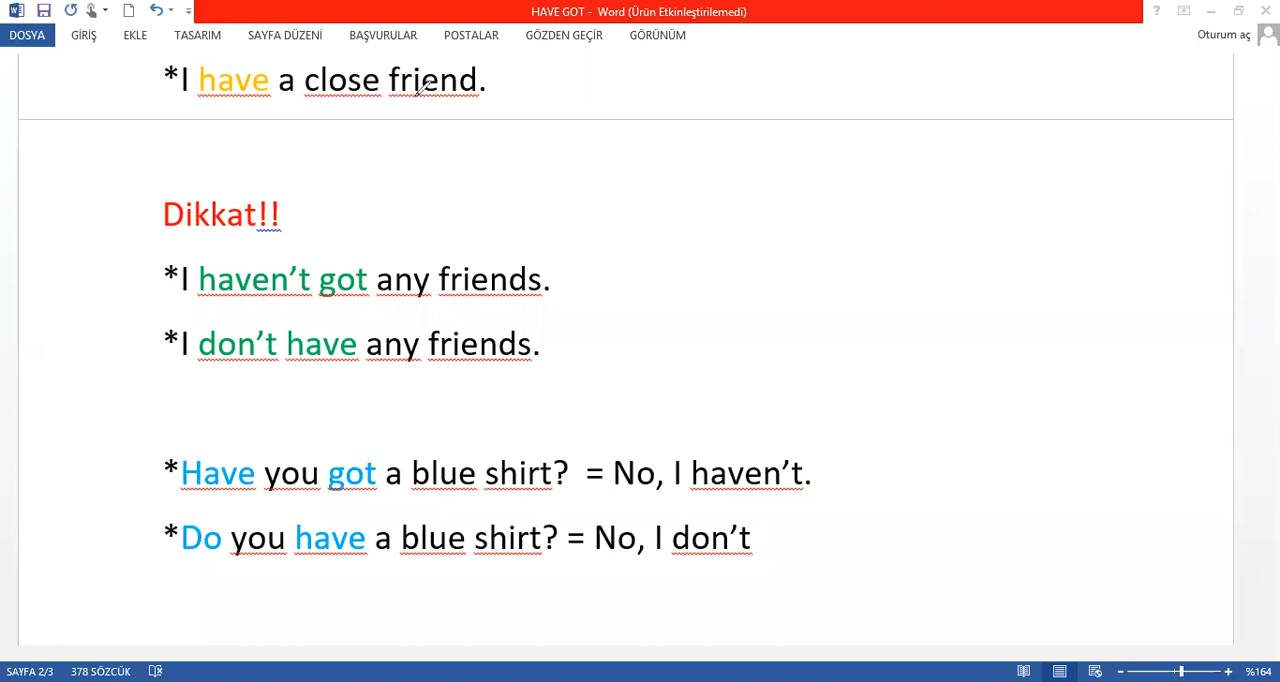 HAVE GOT - Word (Ürün Etkinleştirilemedi)
?
DOSYA GİRİŞ EKLE TASARIM SAYFA DÜZENİ BAŞVURULAR POSTALAR GÖZDEN GEÇİR GÖRÜNÜM Oturum aç
*I have a close friend.
Dikkat!!
*I haven’t got any friends.
*I don’t have any friends.
*Have you got a blue shirt?  = No, I haven’t.
*Do you have a blue shirt? = No, I don’t
SAYFA 2/3 378 SÖZCÜK %164